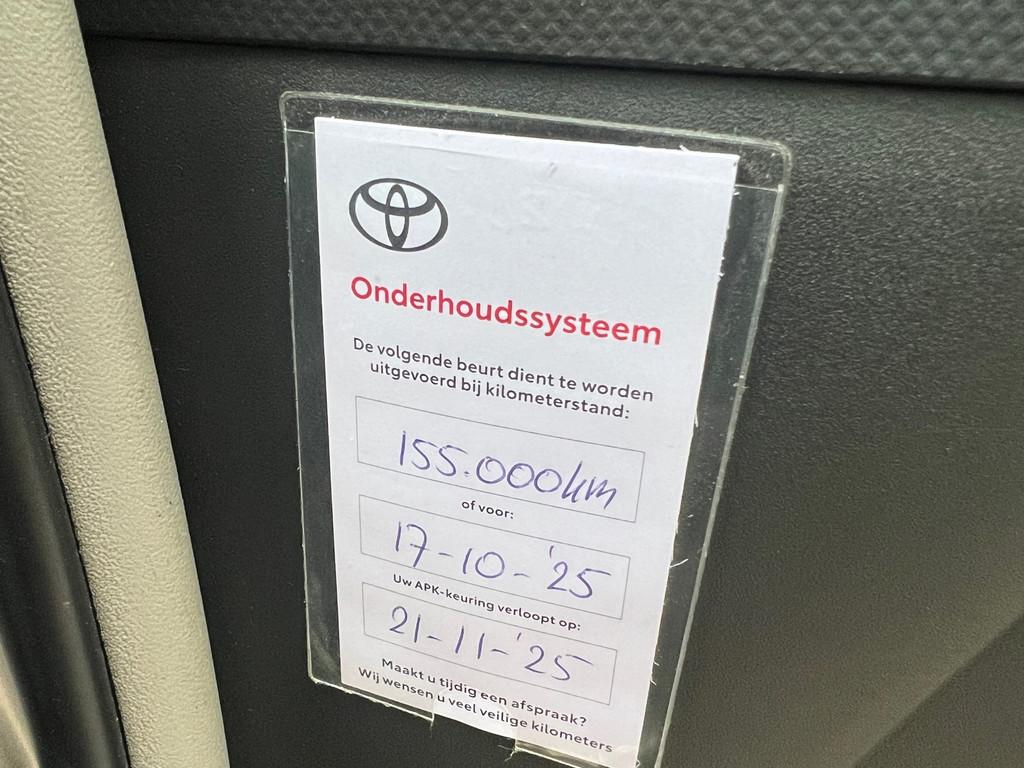 Onderhoudssysteem
De volgende beurt dient te worden
uitgevoerd bij kilometerstand:
155.000km
of voor:
17-10-'25
Uw APK-keuring verloopt op:
21-11-'25
Maakt u tijdig een afspraak?
Wij wensen u veel veilige kilometers